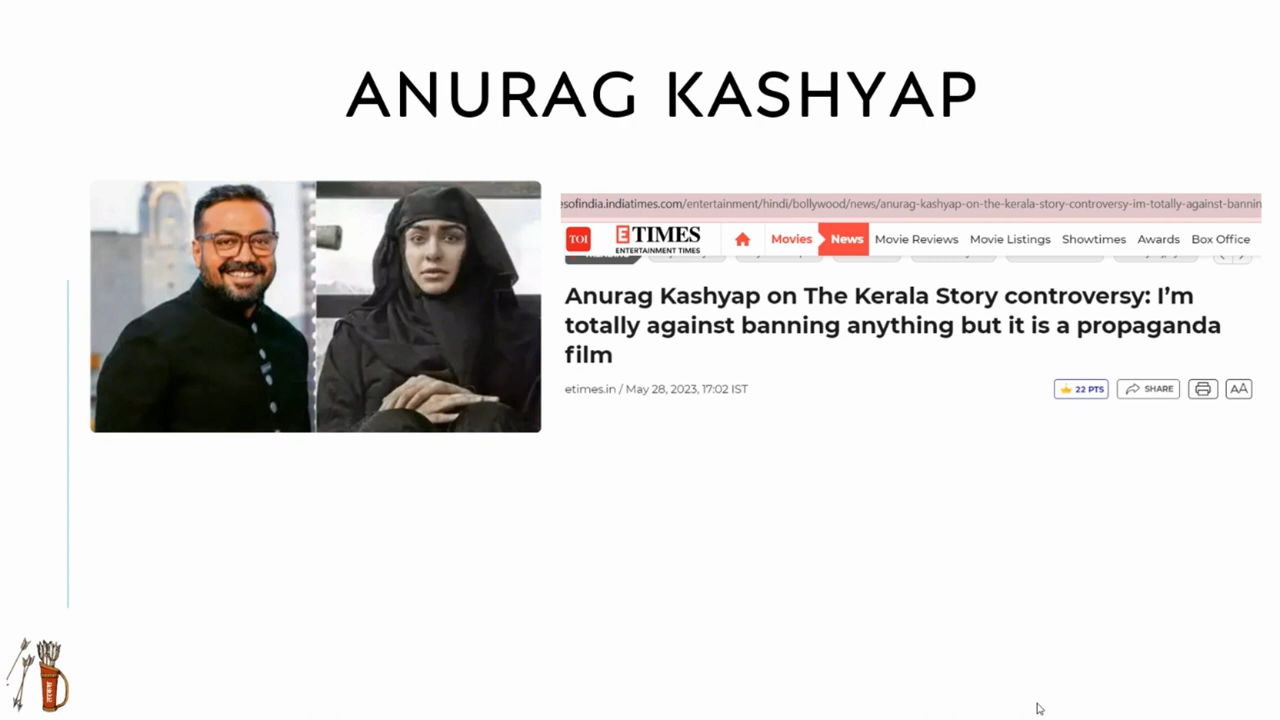 ANURAG KASHYAP
esofindia.indiatimes.com/entertainment/hindi/bollywood/news/anurag-kashyap-on-the-kerala-story-controversy-im-totally-against-bannin
TOI
ETIMES
ENTERTAINMENT TIMES
Movies News Movie Reviews Movie Listings Showtimes Awards Box Office
Anurag Kashyap on The Kerala Story controversy: I’m
totally against banning anything but it is a propaganda
film
etimes.in / May 28, 2023, 17:02 IST
22 PTS SHARE AA
तरकश